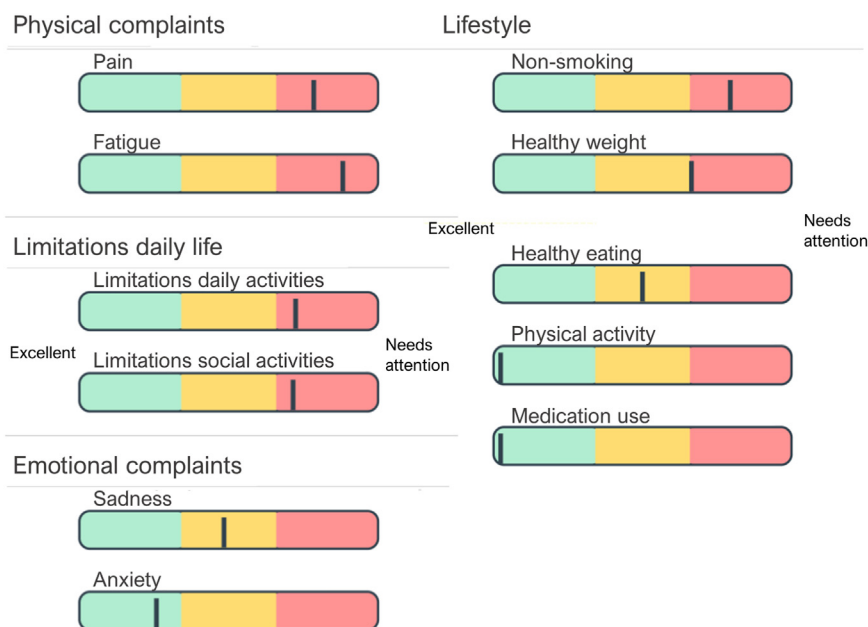 Physical complaints
Pain
Fatigue
Limitations daily life
Limitations daily activities
Excellent
Limitations social activities
Needs
attention
Emotional complaints
Sadness
Anxiety
Lifestyle
Non-smoking
Healthy weight
Excellent
Needs
attention
Healthy eating
Physical activity
Medication use